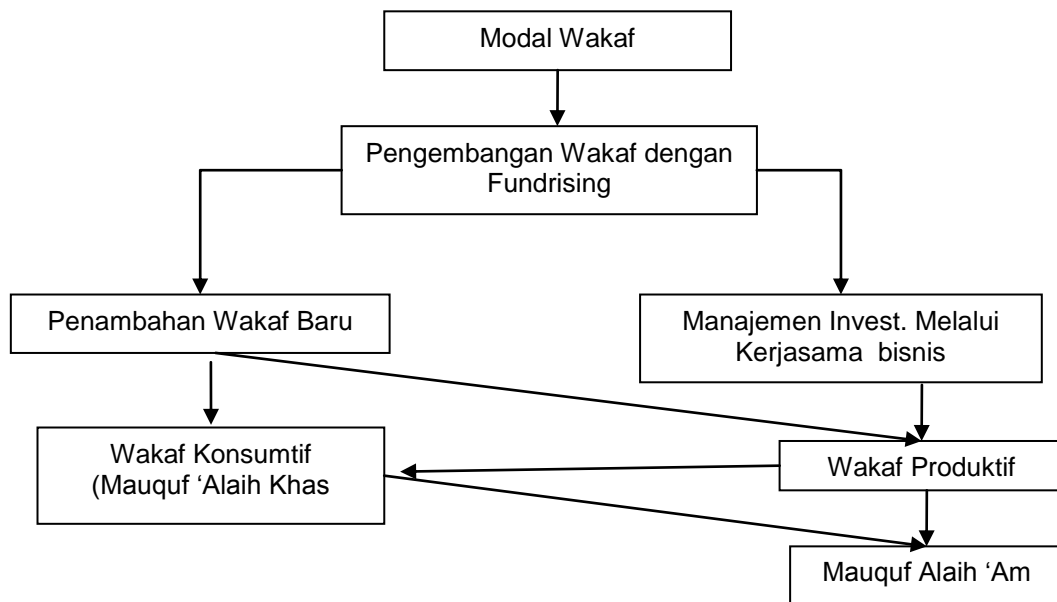 Modal Wakaf
Pengembangan Wakaf dengan
Fundrising
Penambahan Wakaf Baru
Manajemen Invest. Melalui
Kerjasama  bisnis
Wakaf Konsumtif
(Mauquf ‘Alaih Khas
Wakaf Produktif
Mauquf Alaih ‘Am